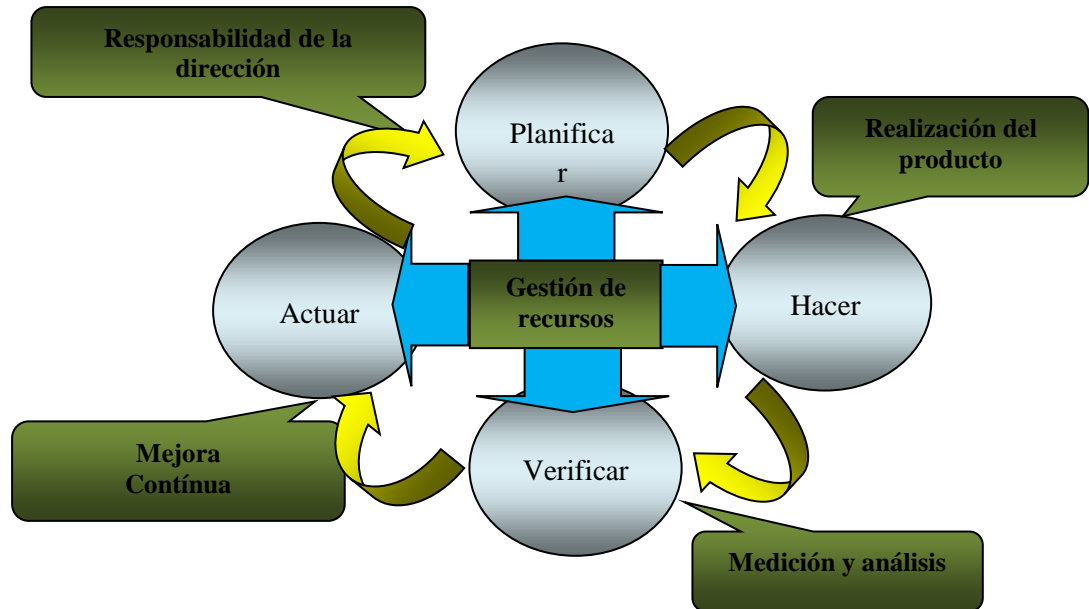 Responsabilidad de la
dirección
Planifica
r
Realización del
producto
Gestión de
recursos
Actuar
Hacer
Mejora
Contínua
Verificar
Medición y análisis